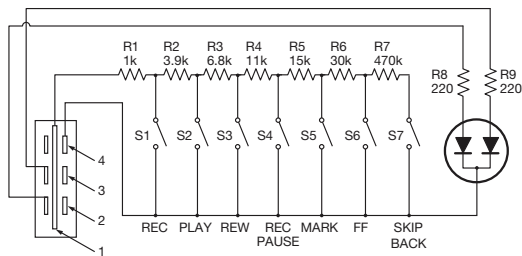 R1 R2 R3 R4 R5 R6 R7
1k 3.9k 6.8k 11k 15k 30k 470k
R8 R9
220 220
S1 S2 S3 S4 S5 S6 S7
4
3
2
1
REC PLAY REW REC PAUSE MARK FF SKIP BACK